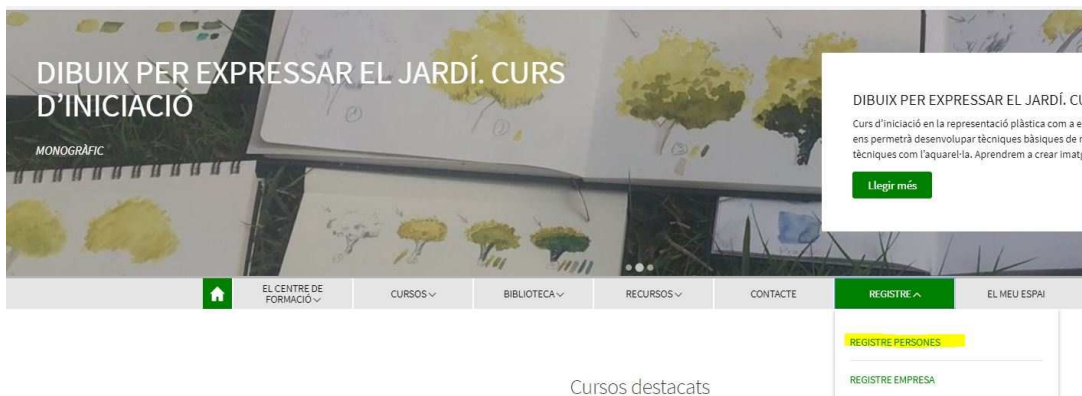 DIBUIX PER EXPRESSAR EL JARDÍ. CURS
D'INICIACIÓ
MONOGRÀFIC
DIBUIX PER EXPRESSAR EL JARDÍ. CU
Curs d'iniciació en la representació plàstica com a e
ens permetrà desenvolupar tècniques bàsiques de r
tècniques com l'aquarel·la. Aprendrem a crear imatg
Llegir més
EL CENTRE DE
FORMACIÓ
CURSOS
BIBLIOTECA
RECURSOS
CONTACTE
REGISTRE
EL MEU ESPAI
REGISTRE PERSONES
REGISTRE EMPRESA
Cursos destacats